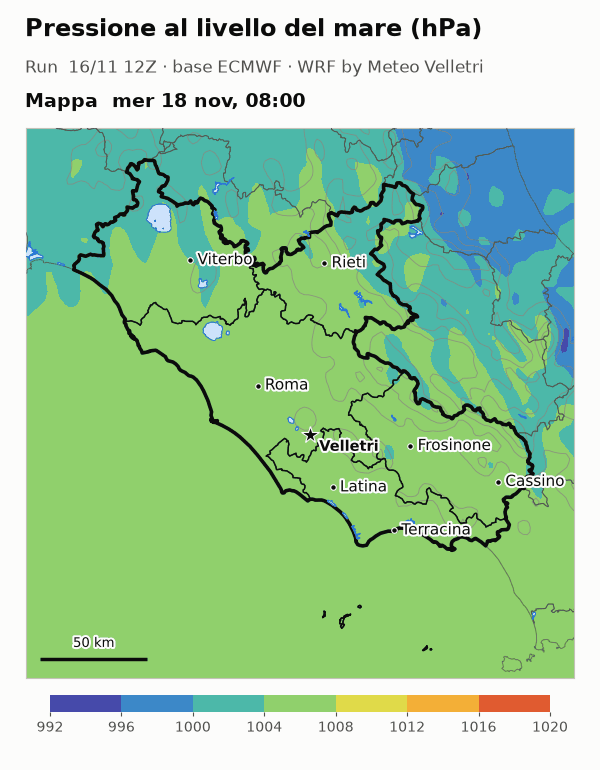 Pressione al livello del mare (hPa)
Run  16/11 12Z · base ECMWF · WRF by Meteo Velletri
Mappa  mer 18 nov, 08:00
Viterbo
Rieti
Roma
Velletri
Frosinone
Cassino
Latina
Terracina
50 km
992 996 1000 1004 1008 1012 1016 1020